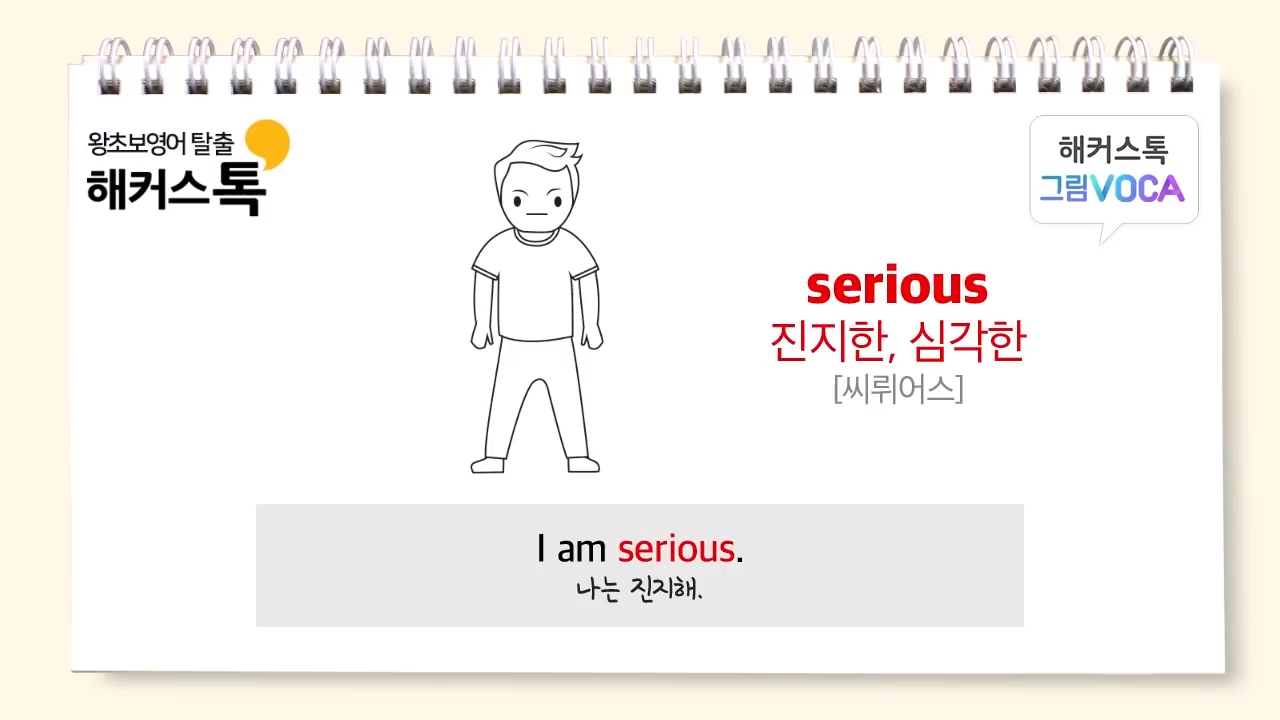 왕초보영어 탈출
해커스톡
해커스톡
그림VOCA
serious
진지한, 심각한
[씨뤼어스]
I am serious.
나는 진지해.